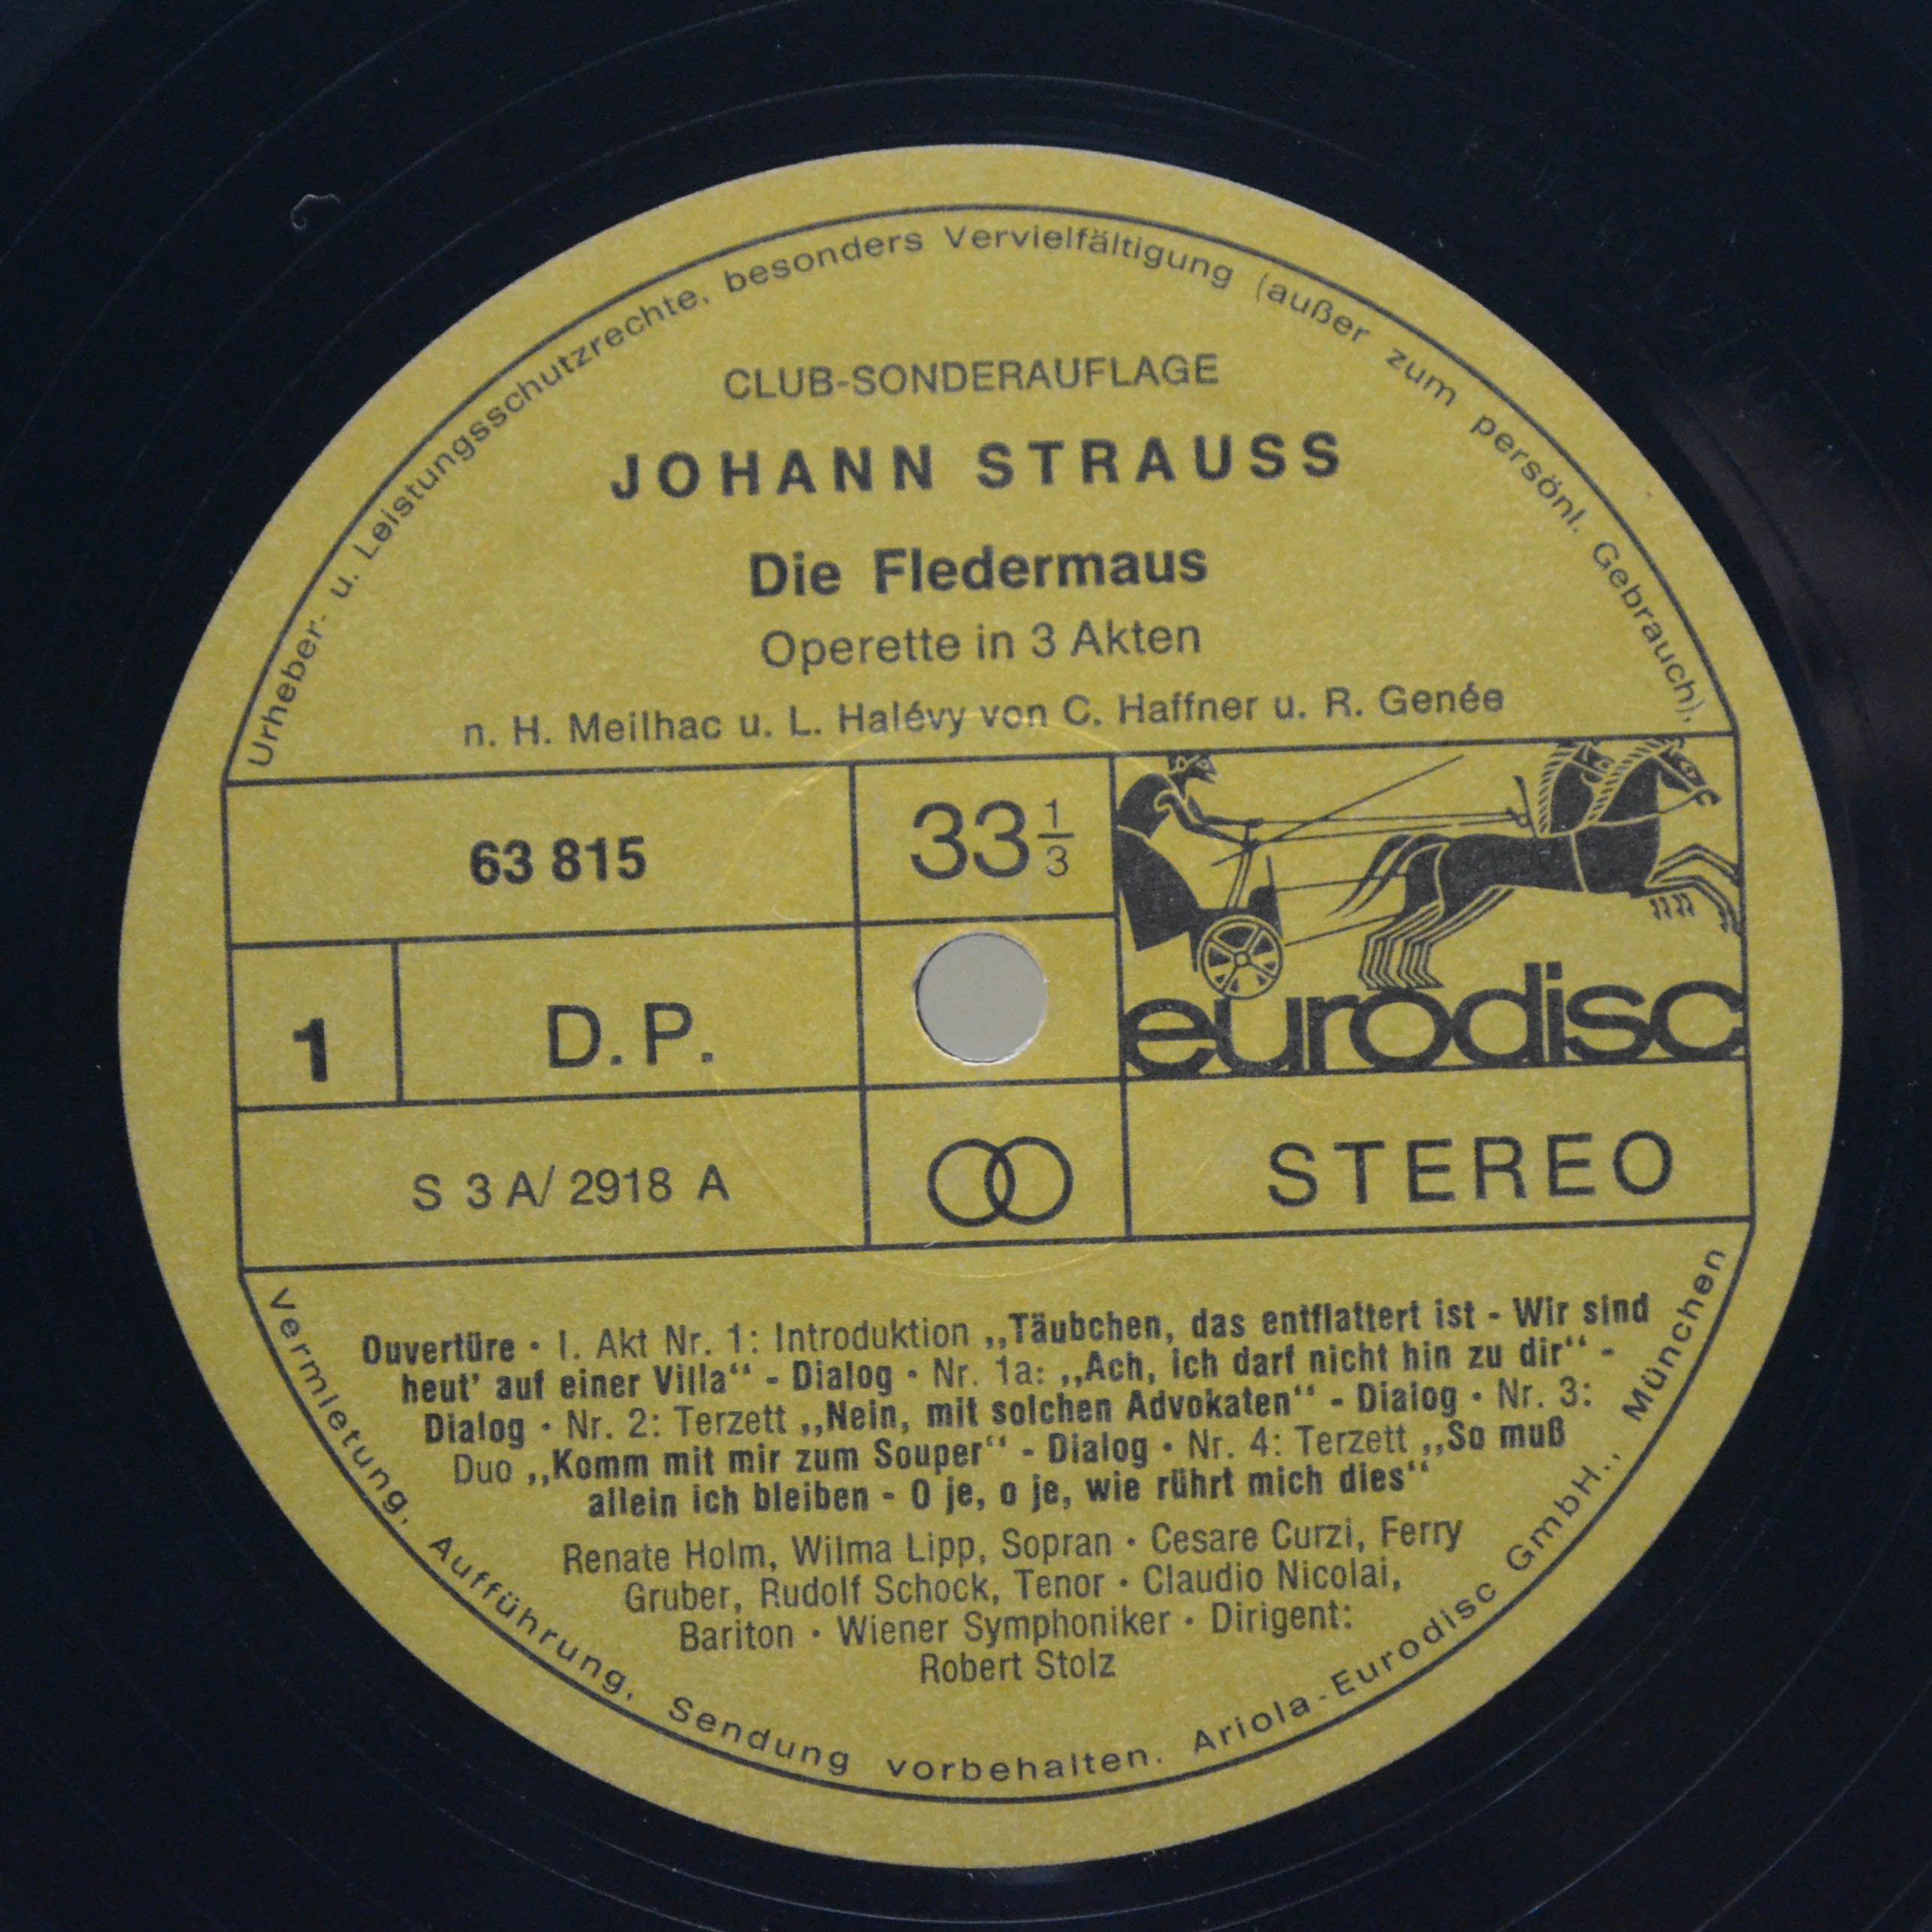 Urheber- u. Leistungsschutzrechte, besonders Vervielfältigung (außer zum persönl. Gebrauch),
CLUB-SONDERAUFLAGE
JOHANN STRAUSS
Die Fledermaus
Operette in 3 Akten
n. H. Meilhac u. L. Halévy von C. Haffner u. R. Genée
63 815
33 1/3
1
D.P.
eurodisc
S 3 A/ 2918 A
STEREO
Ouvertüre • I. Akt Nr. 1: Introduktion „Täubchen, das entflattert ist - Wir sind
heut' auf einer Villa“ - Dialog • Nr. 1a: „Ach, ich darf nicht hin zu dir“ -
Dialog • Nr. 2: Terzett „Nein, mit solchen Advokaten“ - Dialog • Nr. 3:
Duo „Komm mit mir zum Souper“ - Dialog • Nr. 4: Terzett „So muß
allein ich bleiben - O je, o je, wie rührt mich dies“
Renate Holm, Wilma Lipp, Sopran • Cesare Curzi, Ferry
Gruber, Rudolf Schock, Tenor • Claudio Nicolai,
Bariton • Wiener Symphoniker • Dirigent:
Robert Stolz
Vermietung, Aufführung, Sendung vorbehalten. Ariola-Eurodisc GmbH., München